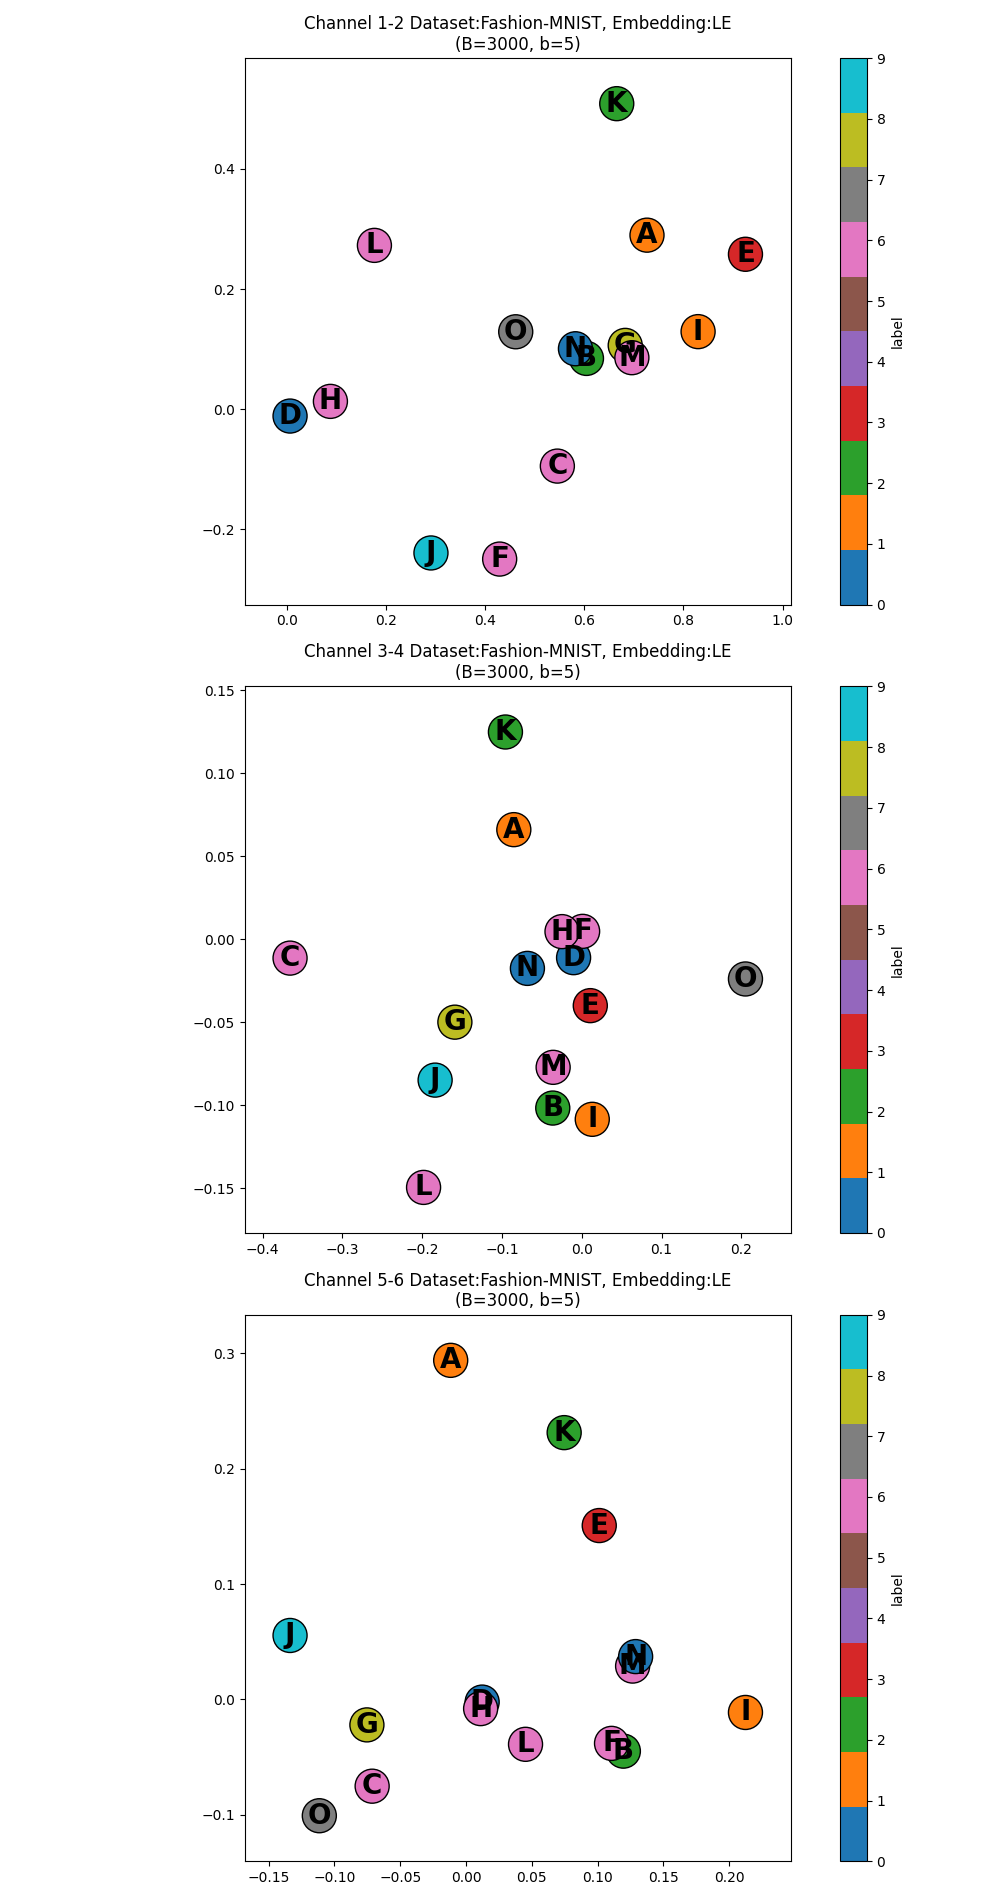 Channel 1-2 Dataset:Fashion-MNIST, Embedding:LE
(B=3000, b=5)
K
L
A
E
O
N
B
G
M
I
D
H
C
J
F
0.4
0.2
0.0
−0.2
0.0 0.2 0.4 0.6 0.8 1.0
9
8
7
6
5
4
3
2
1
0
label
Channel 3-4 Dataset:Fashion-MNIST, Embedding:LE
(B=3000, b=5)
K
A
H
F
C
N
D
O
E
G
M
J
B
I
L
0.15
0.10
0.05
0.00
−0.05
−0.10
−0.15
−0.4 −0.3 −0.2 −0.1 0.0 0.1 0.2
9
8
7
6
5
4
3
2
1
0
label
Channel 5-6 Dataset:Fashion-MNIST, Embedding:LE
(B=3000, b=5)
A
K
E
J
N
M
D
H
I
G
L
F
B
C
O
0.3
0.2
0.1
0.0
−0.1
−0.15 −0.10 −0.05 0.00 0.05 0.10 0.15 0.20
9
8
7
6
5
4
3
2
1
0
label